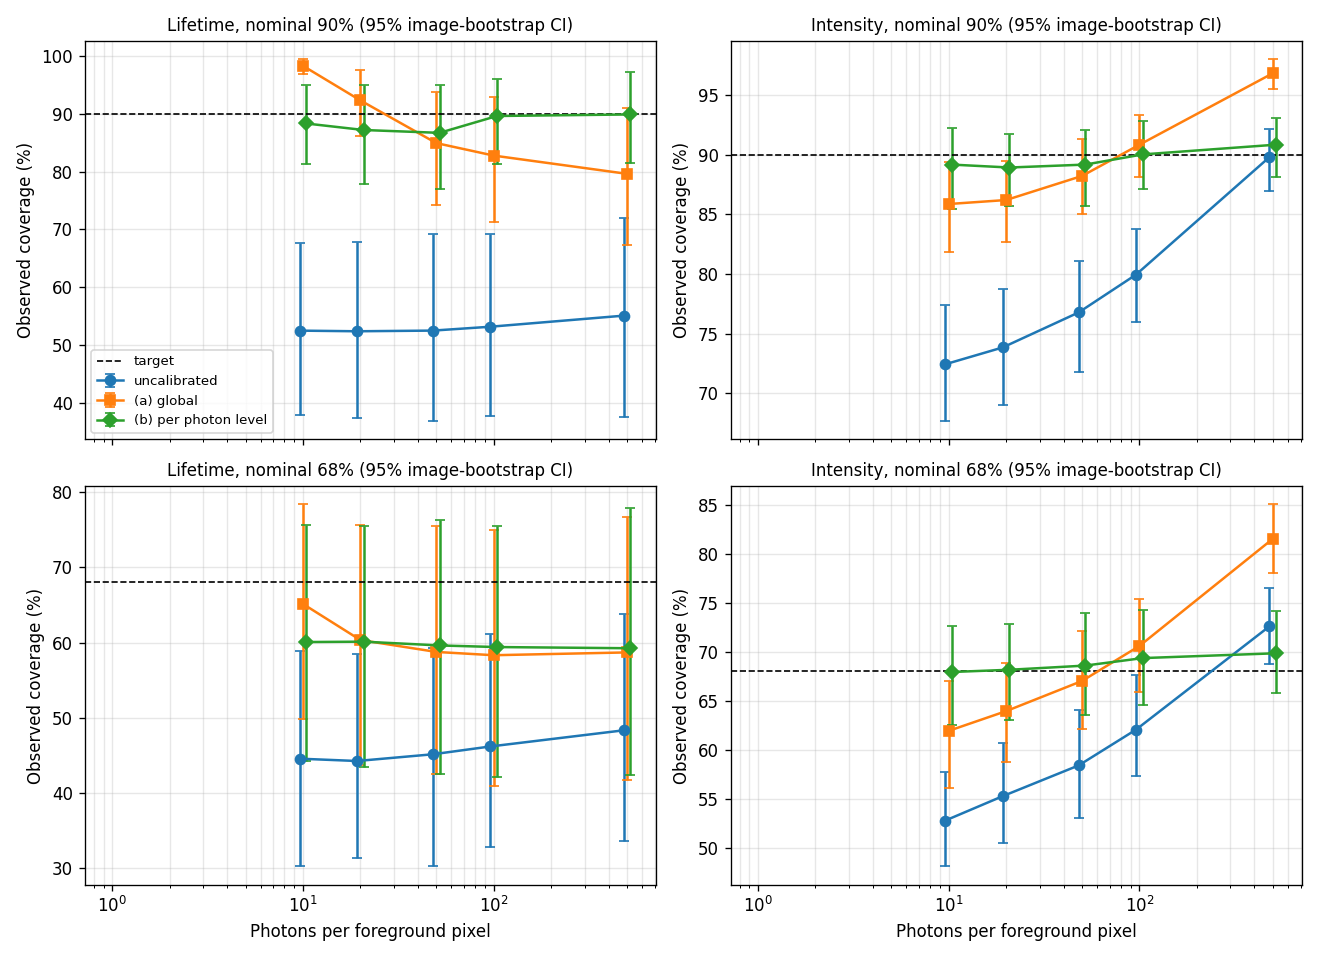 Lifetime, nominal 90% (95% image-bootstrap CI)
Observed coverage (%)
100
90
80
70
60
50
40
target
uncalibrated
(a) global
(b) per photon level
Intensity, nominal 90% (95% image-bootstrap CI)
Observed coverage (%)
95
90
85
80
75
70
Lifetime, nominal 68% (95% image-bootstrap CI)
Observed coverage (%)
80
70
60
50
40
30
10⁰ 10¹ 10²
Photons per foreground pixel
Intensity, nominal 68% (95% image-bootstrap CI)
Observed coverage (%)
85
80
75
70
65
60
55
50
10⁰ 10¹ 10²
Photons per foreground pixel